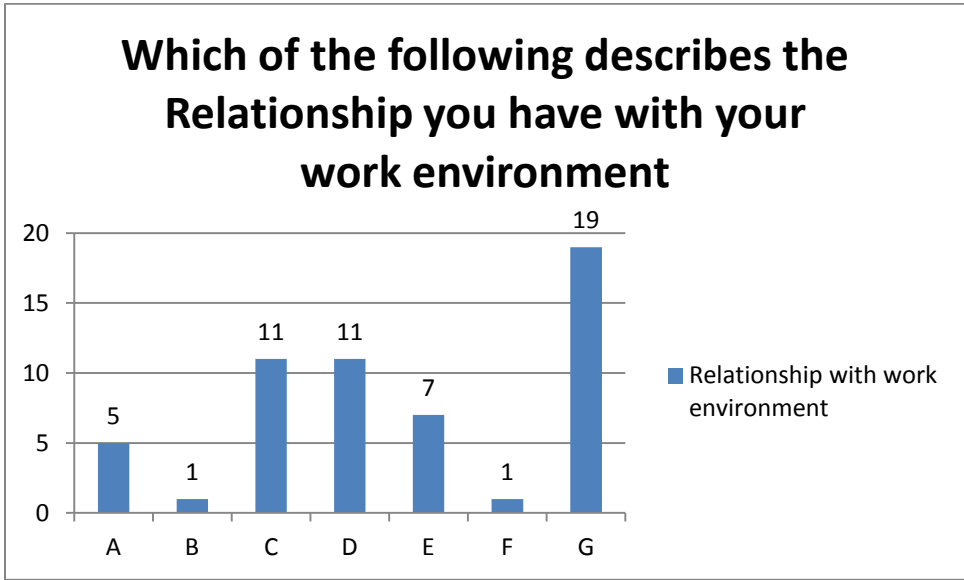 Which of the following describes the
Relationship you have with your
work environment
20
15
10
5
0
5
1
11
11
7
1
19
A B C D E F G
Relationship with work
environment